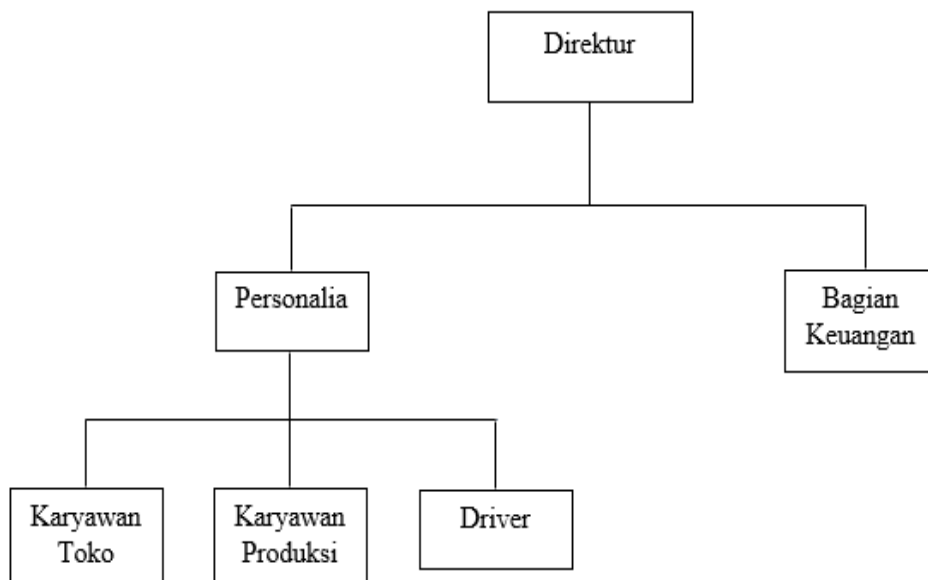 Direktur
Personalia
Bagian
Keuangan
Karyawan
Toko
Karyawan
Produksi
Driver